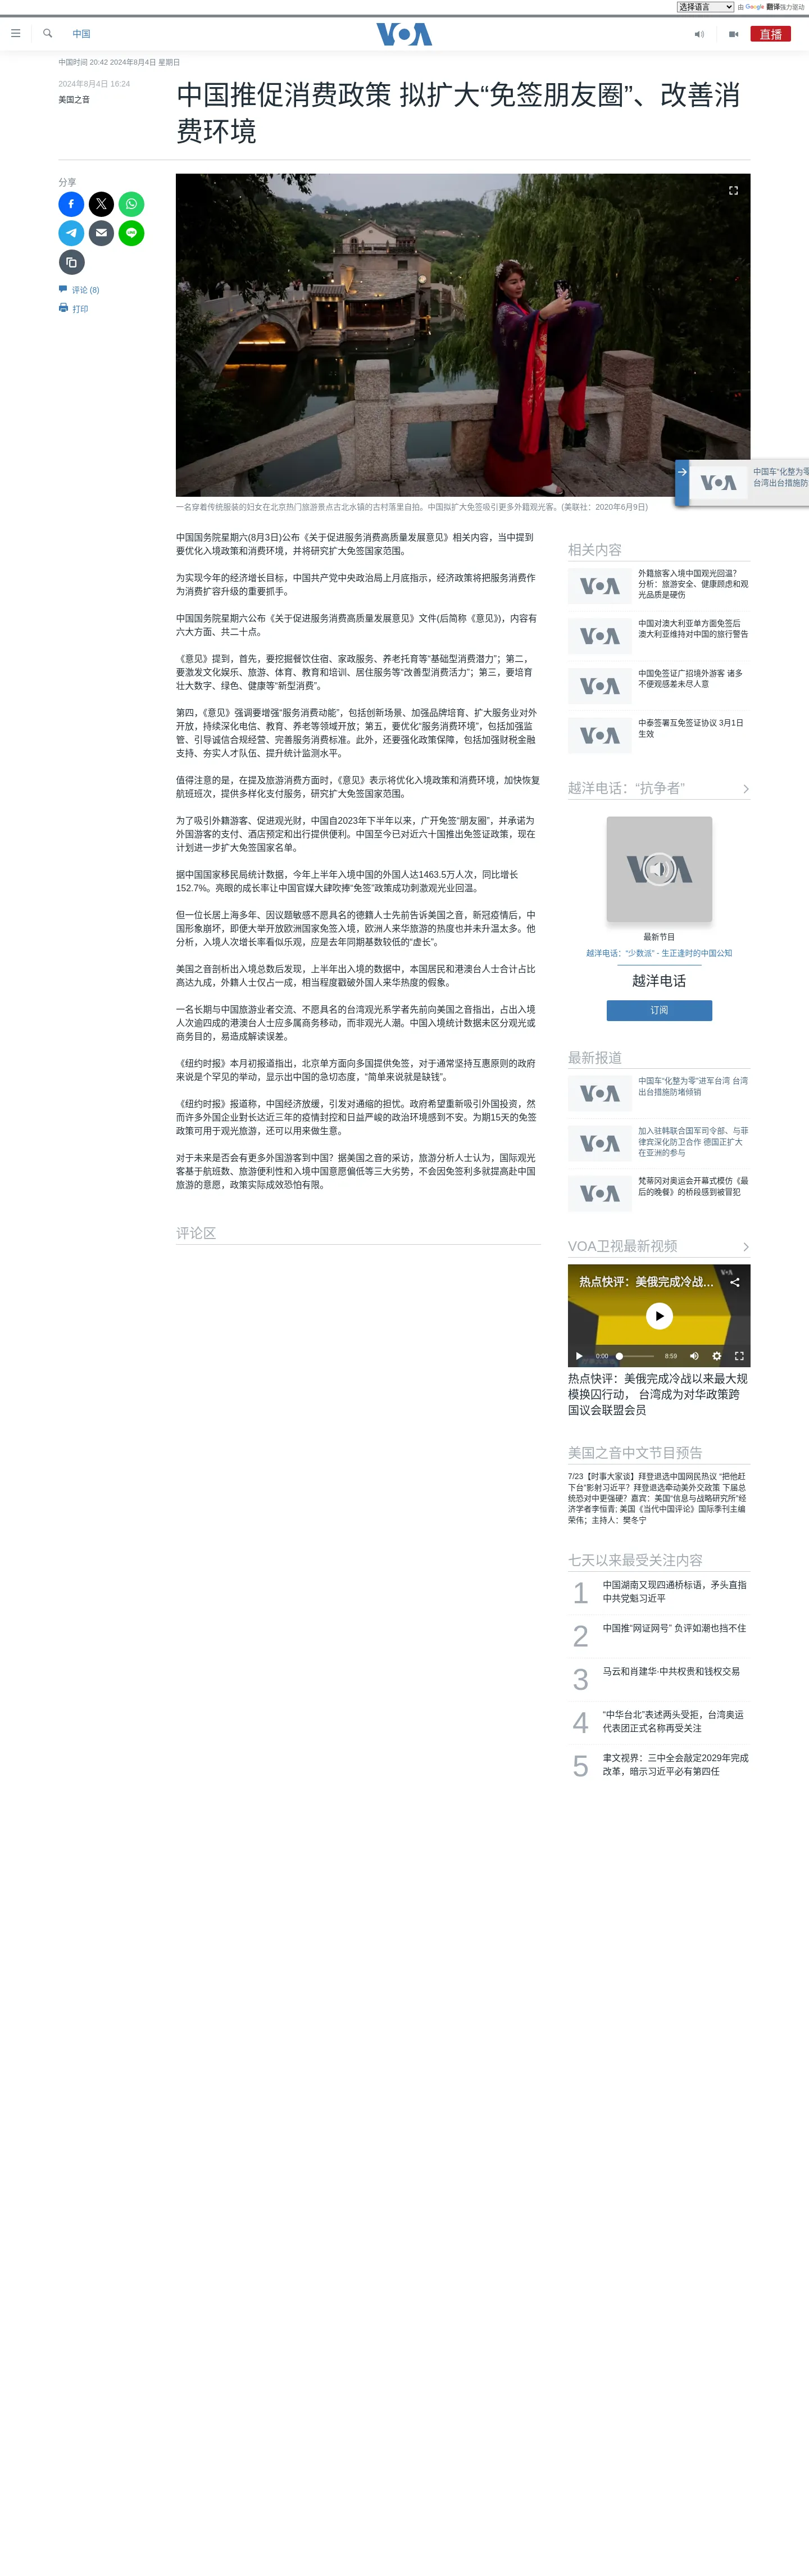 选择语言 由 Google 翻译强力驱动
中国
VOA
直播
中国时间 20:42 2024年8月4日 星期日
2024年8月4日 16:24
美国之音
中国推促消费政策 拟扩大“免签朋友圈”、改善消
费环境
分享
评论 (8)
打印
一名穿着传统服装的妇女在北京热门旅游景点古北水镇的古村落里自拍。中国拟扩大免签吸引更多外籍观光客。(美联社：2020年6月9日)
中国车“化整为零
台湾出台措施防
中国国务院星期六(8月3日)公布《关于促进服务消费高质量发展意见》相关内容，当中提到
要优化入境政策和消费环境，并将研究扩大免签国家范围。
为实现今年的经济增长目标，中国共产党中央政治局上月底指示，经济政策将把服务消费作
为消费扩容升级的重要抓手。
中国国务院星期六公布《关于促进服务消费高质量发展意》文件(后简称《意见》)，内容有
六大方面、共二十点。
《意见》提到，首先，要挖掘餐饮住宿、家政服务、养老托育等“基础型消费潜力”；第二，
要激发文化娱乐、旅游、体育、教育和培训、居住服务等“改善型消费活力”；第三，要培育
壮大数字、绿色、健康等“新型消费”。
第四，《意见》强调要增强“服务消费动能”，包括创新场景、加强品牌培育、扩大服务业对外
开放，持续深化电信、教育、养老等领域开放；第五，要优化“服务消费环境”，包括加强监
管、引导诚信合规经营、完善服务消费标准。此外，还要强化政策保障，包括加强财税金融
支持、夯实人才队伍、提升统计监测水平。
值得注意的是，在提及旅游消费方面时，《意见》表示将优化入境政策和消费环境，加快恢复
航班班次，提供多样化支付服务，研究扩大免签国家范围。
为了吸引外籍游客、促进观光财，中国自2023年下半年以来，广开免签“朋友圈”，并承诺为
外国游客的支付、酒店预定和出行提供便利。中国至今已对近六十国推出免签证政策，现在
计划进一步扩大免签国家名单。
据中国国家移民局统计数据，今年上半年入境中国的外国人达1463.5万人次，同比增长
152.7%。亮眼的成长率让中国官媒大肆吹捧“免签”政策成功刺激观光业回温。
但一位长居上海多年、因议题敏感不愿具名的德籍人士先前告诉美国之音，新冠疫情后，中
国形象崩坏，即便大举开放欧洲国家免签入境，欧洲人来华旅游的热度也并未升温太多。他
分析，入境人次增长率看似乐观，应是去年同期基数较低的“虚长”。
美国之音剖析出入境总数后发现，上半年出入境的数据中，本国居民和港澳台人士合计占比
高达九成，外籍人士仅占一成，相当程度戳破外国人来华热度的假象。
一名长期与中国旅游业者交流、不愿具名的台湾观光系学者先前向美国之音指出，占出入境
人次逾四成的港澳台人士应多属商务移动，而非观光人潮。中国入境统计数据未区分观光或
商务目的，易造成解读误差。
《纽约时报》本月初报道指出，北京单方面向多国提供免签，对于通常坚持互惠原则的政府
来说是个罕见的举动，显示出中国的急切态度，“简单来说就是缺钱”。
《纽约时报》报道称，中国经济放缓，引发对通缩的担忧。政府希望重新吸引外国投资，然
而许多外国企业對长达近三年的疫情封控和日益严峻的政治环境感到不安。为期15天的免签
政策可用于观光旅游，还可以用来做生意。
对于未来是否会有更多外国游客到中国？据美国之音的采访，旅游分析人士认为，国际观光
客基于航班数、旅游便利性和入境中国意愿偏低等三大劣势，不会因免签利多就提高赴中国
旅游的意愿，政策实际成效恐怕有限。
评论区
相关内容
VOA
外籍旅客入境中国观光回温？
分析：旅游安全、健康顾虑和观
光品质是硬伤
VOA
中国对澳大利亚单方面免签后
澳大利亚维持对中国的旅行警告
VOA
中国免签证广招境外游客 诸多
不便观感差未尽人意
VOA
中泰签署互免签证协议 3月1日
生效
越洋电话：“抗争者”
VOA
最新节目
越洋电话：“少数派” - 生正逢时的中国公知
越洋电话
订阅
最新报道
VOA
中国车“化整为零”进军台湾 台湾
出台措施防堵倾销
VOA
加入驻韩联合国军司令部、与菲
律宾深化防卫合作 德国正扩大
在亚洲的参与
VOA
梵蒂冈对奥运会开幕式模仿《最
后的晚餐》的桥段感到被冒犯
VOA卫视最新视频
热点快评：美俄完成冷战...
VOA
0:00 8:59
热点快评：美俄完成冷战以来最大规
模换囚行动， 台湾成为对华政策跨
国议会联盟会员
美国之音中文节目预告
7/23【时事大家谈】拜登退选中国网民热议 “把他赶
下台”影射习近平？拜登退选牵动美外交政策 下届总
统恐对中更强硬？嘉宾：美国“信息与战略研究所”经
济学者李恒青; 美国《当代中国评论》国际季刊主编
荣伟；主持人：樊冬宁
七天以来最受关注内容
1 中国湖南又现四通桥标语，矛头直指
中共党魁习近平
2 中国推“网证网号” 负评如潮也挡不住
3 马云和肖建华·中共权贵和钱权交易
4 “中华台北”表述两头受拒，台湾奥运
代表团正式名称再受关注
5 聿文视界：三中全会敲定2029年完成
改革，暗示习近平必有第四任